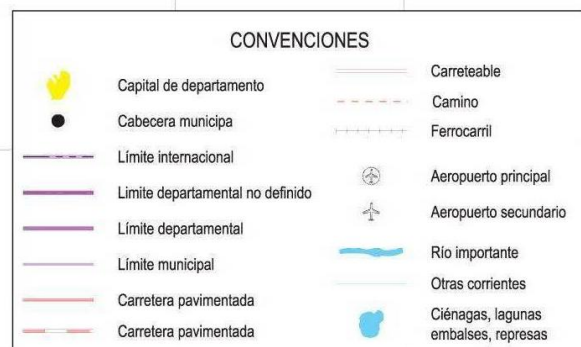 CONVENCIONES
Capital de departamento
Cabecera municipa
Límite internacional
Limite departamental no definido
Límite departamental
Límite municipal
Carretera pavimentada
Carretera pavimentada
Carreteable
Camino
Ferrocarril
Aeropuerto principal
Aeropuerto secundario
Río importante
Otras corrientes
Ciénagas, lagunas
embalses, represas